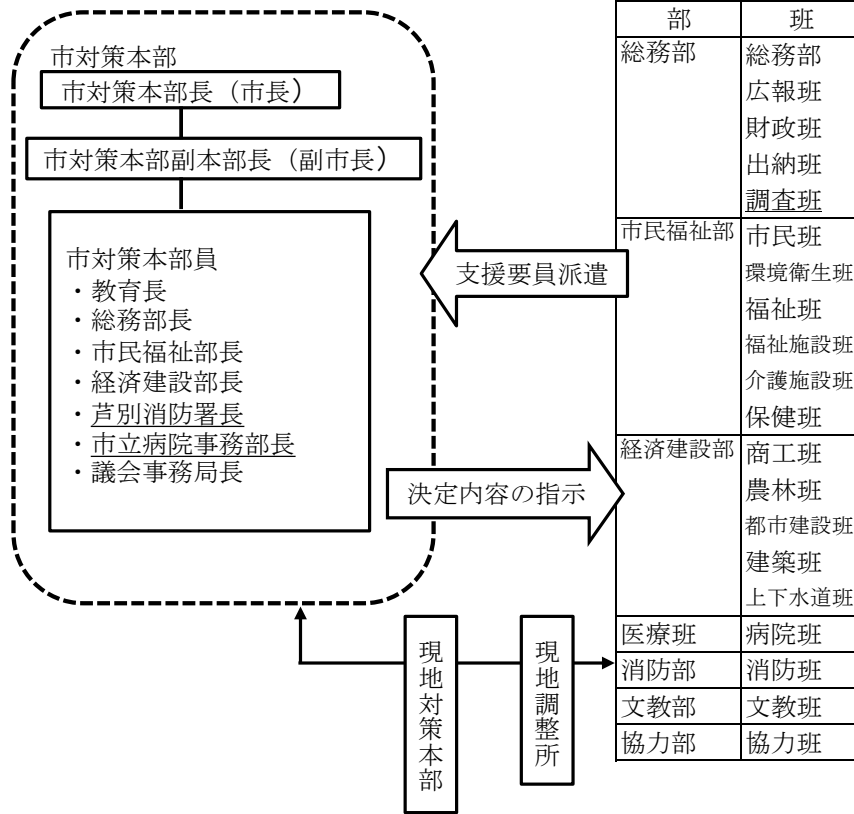 市対策本部
市対策本部長（市長）
市対策本部副本部長（副市長）
市対策本部員
・教育長
・総務部長
・市民福祉部長
・経済建設部長
・芦別消防署長
・市立病院事務部長
・議会事務局長
支援要員派遣
決定内容の指示
現地対策本部
現地調整所
部 班
総務部 総務部
広報班
財政班
出納班
調査班
市民福祉部 市民班
環境衛生班
福祉班
福祉施設班
介護施設班
保健班
経済建設部 商工班
農林班
都市建設班
建築班
上下水道班
医療班 病院班
消防部 消防班
文教部 文教班
協力部 協力班